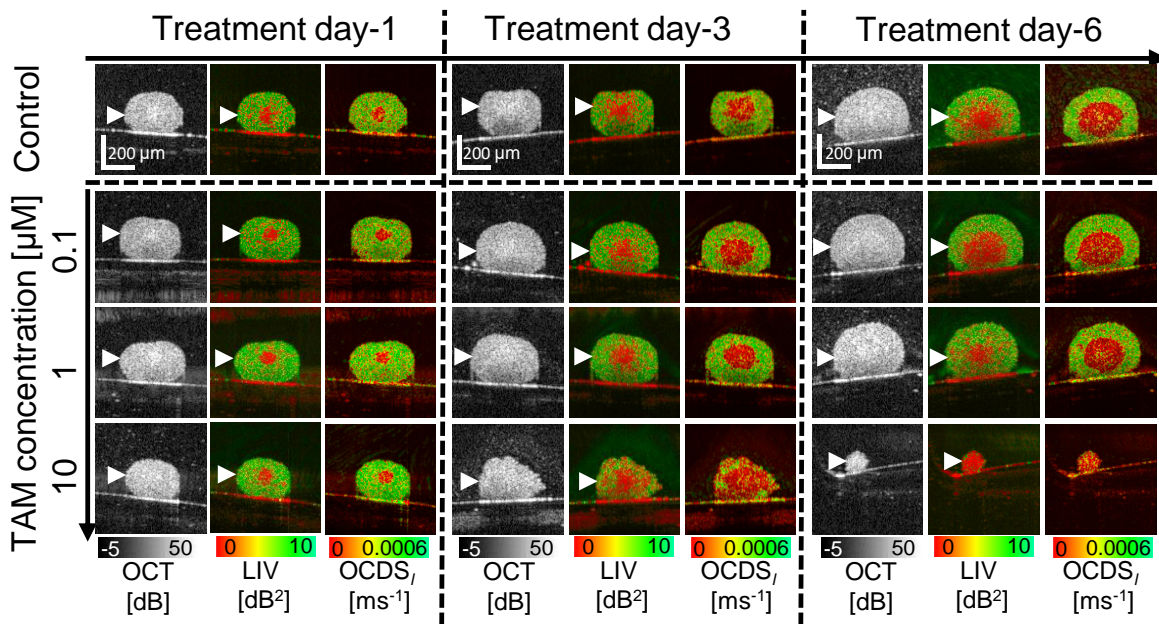 Treatment day-1
Treatment day-3
Treatment day-6
Control
200 µm
200 µm
200 µm
TAM concentration [µM]
0.1
1
10
-5 50 0 10 0 0.0006 -5 50 0 10 0 0.0006 -5 50 0 10 0 0.0006
OCT LIV OCDSₗ OCT LIV OCDSₗ OCT LIV OCDSₗ
[dB] [dB²] [ms⁻¹] [dB] [dB²] [ms⁻¹] [dB] [dB²] [ms⁻¹]